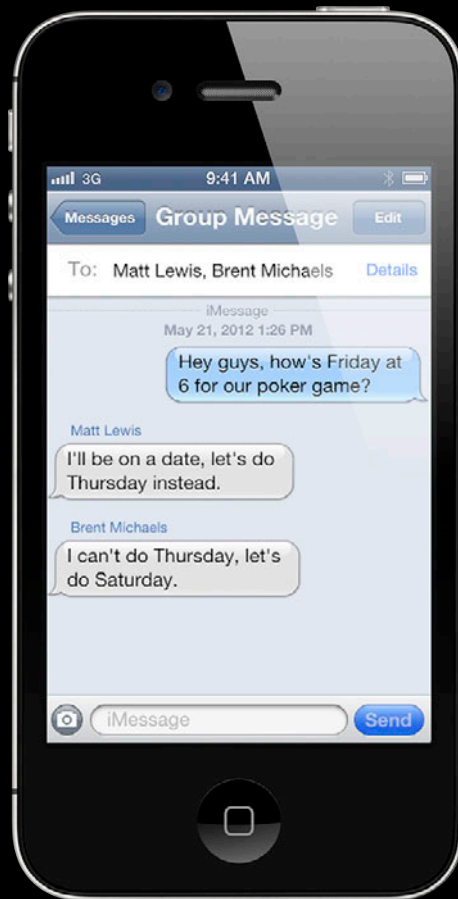 3G 9:41 AM
Messages Group Message Edit
To: Matt Lewis, Brent Michaels Details
iMessage
May 21, 2012 1:26 PM
Hey guys, how's Friday at
6 for our poker game?
Matt Lewis
I'll be on a date, let's do
Thursday instead.
Brent Michaels
I can't do Thursday, let's
do Saturday.
iMessage Send